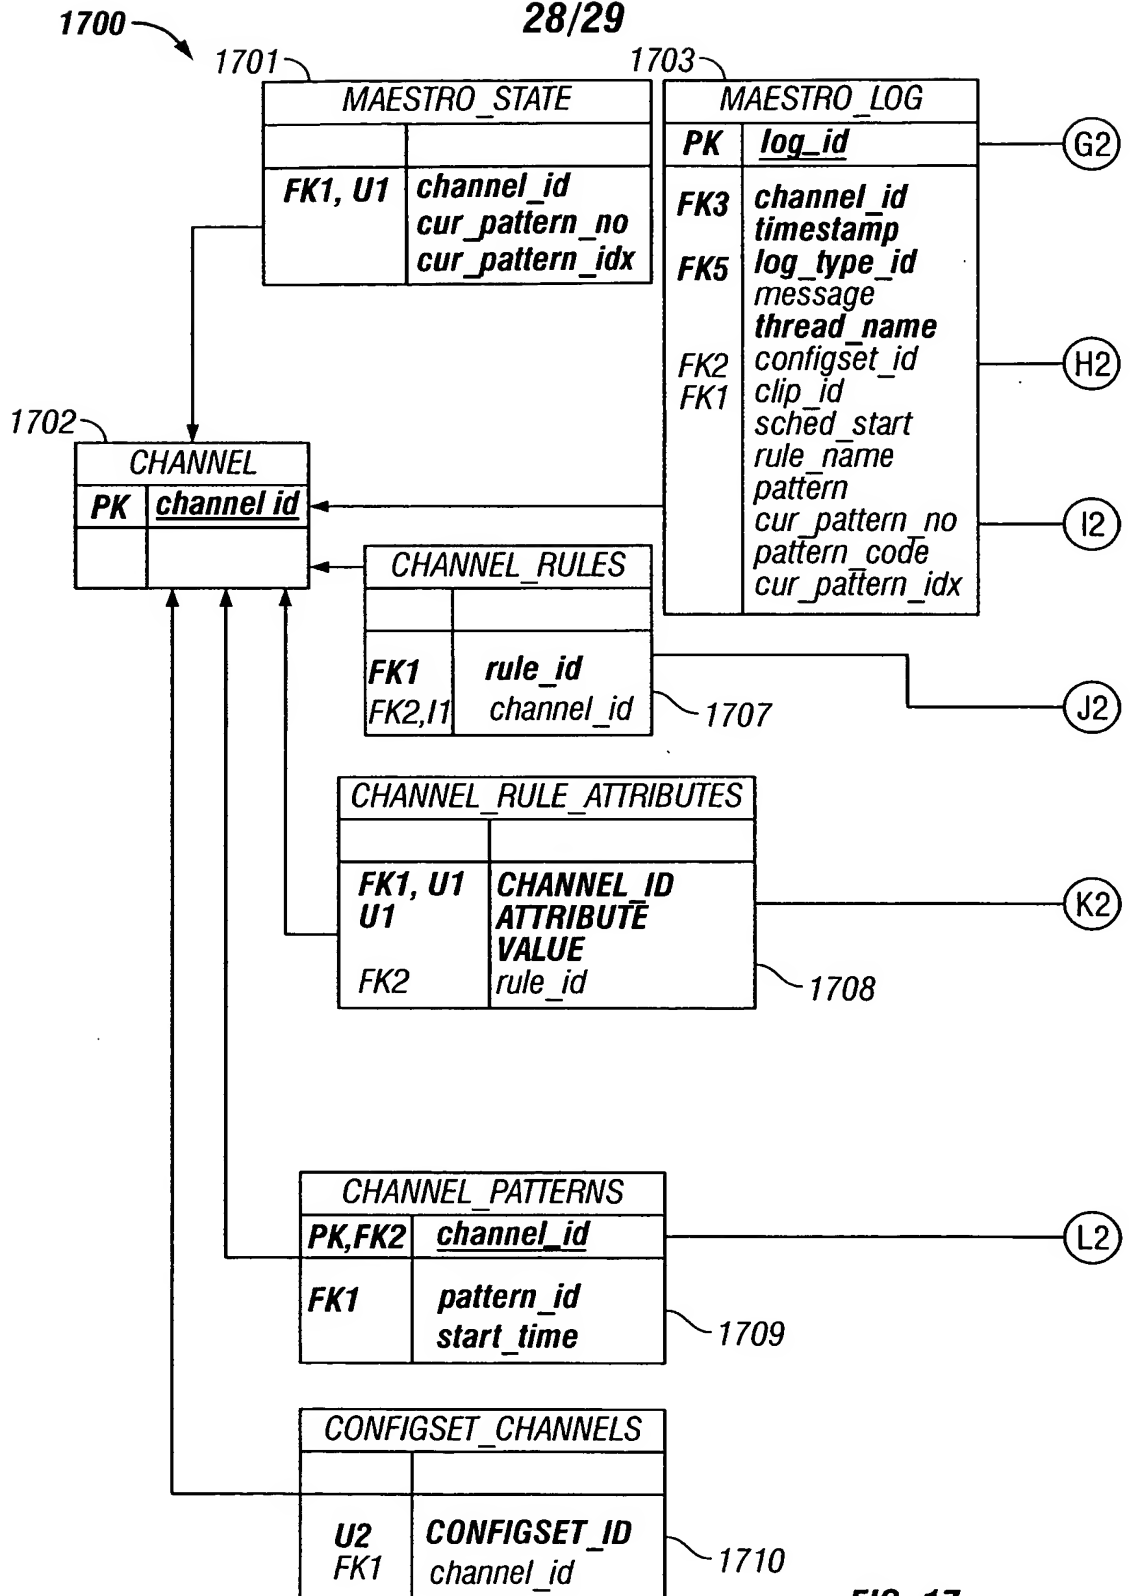 28/29
1700
1701
MAESTRO_STATE
FK1, U1 channel_id
cur_pattern_no
cur_pattern_idx
1703
MAESTRO_LOG
PK log_id
FK3 channel_id
timestamp
FK5 log_type_id
message
thread_name
FK2 configset_id
FK1 clip_id
sched_start
rule_name
pattern
cur_pattern_no
pattern_code
cur_pattern_idx
G2
H2
I2
1702
CHANNEL
PK channel id
CHANNEL_RULES
FK1 rule_id
FK2,I1 channel_id
1707
J2
CHANNEL_RULE_ATTRIBUTES
FK1, U1 CHANNEL_ID
U1 ATTRIBUTE
VALUE
FK2 rule_id
1708
K2
CHANNEL_PATTERNS
PK,FK2 channel_id
FK1 pattern_id
start_time
1709
L2
CONFIGSET_CHANNELS
U2 CONFIGSET_ID
FK1 channel_id
1710
FIG. 17